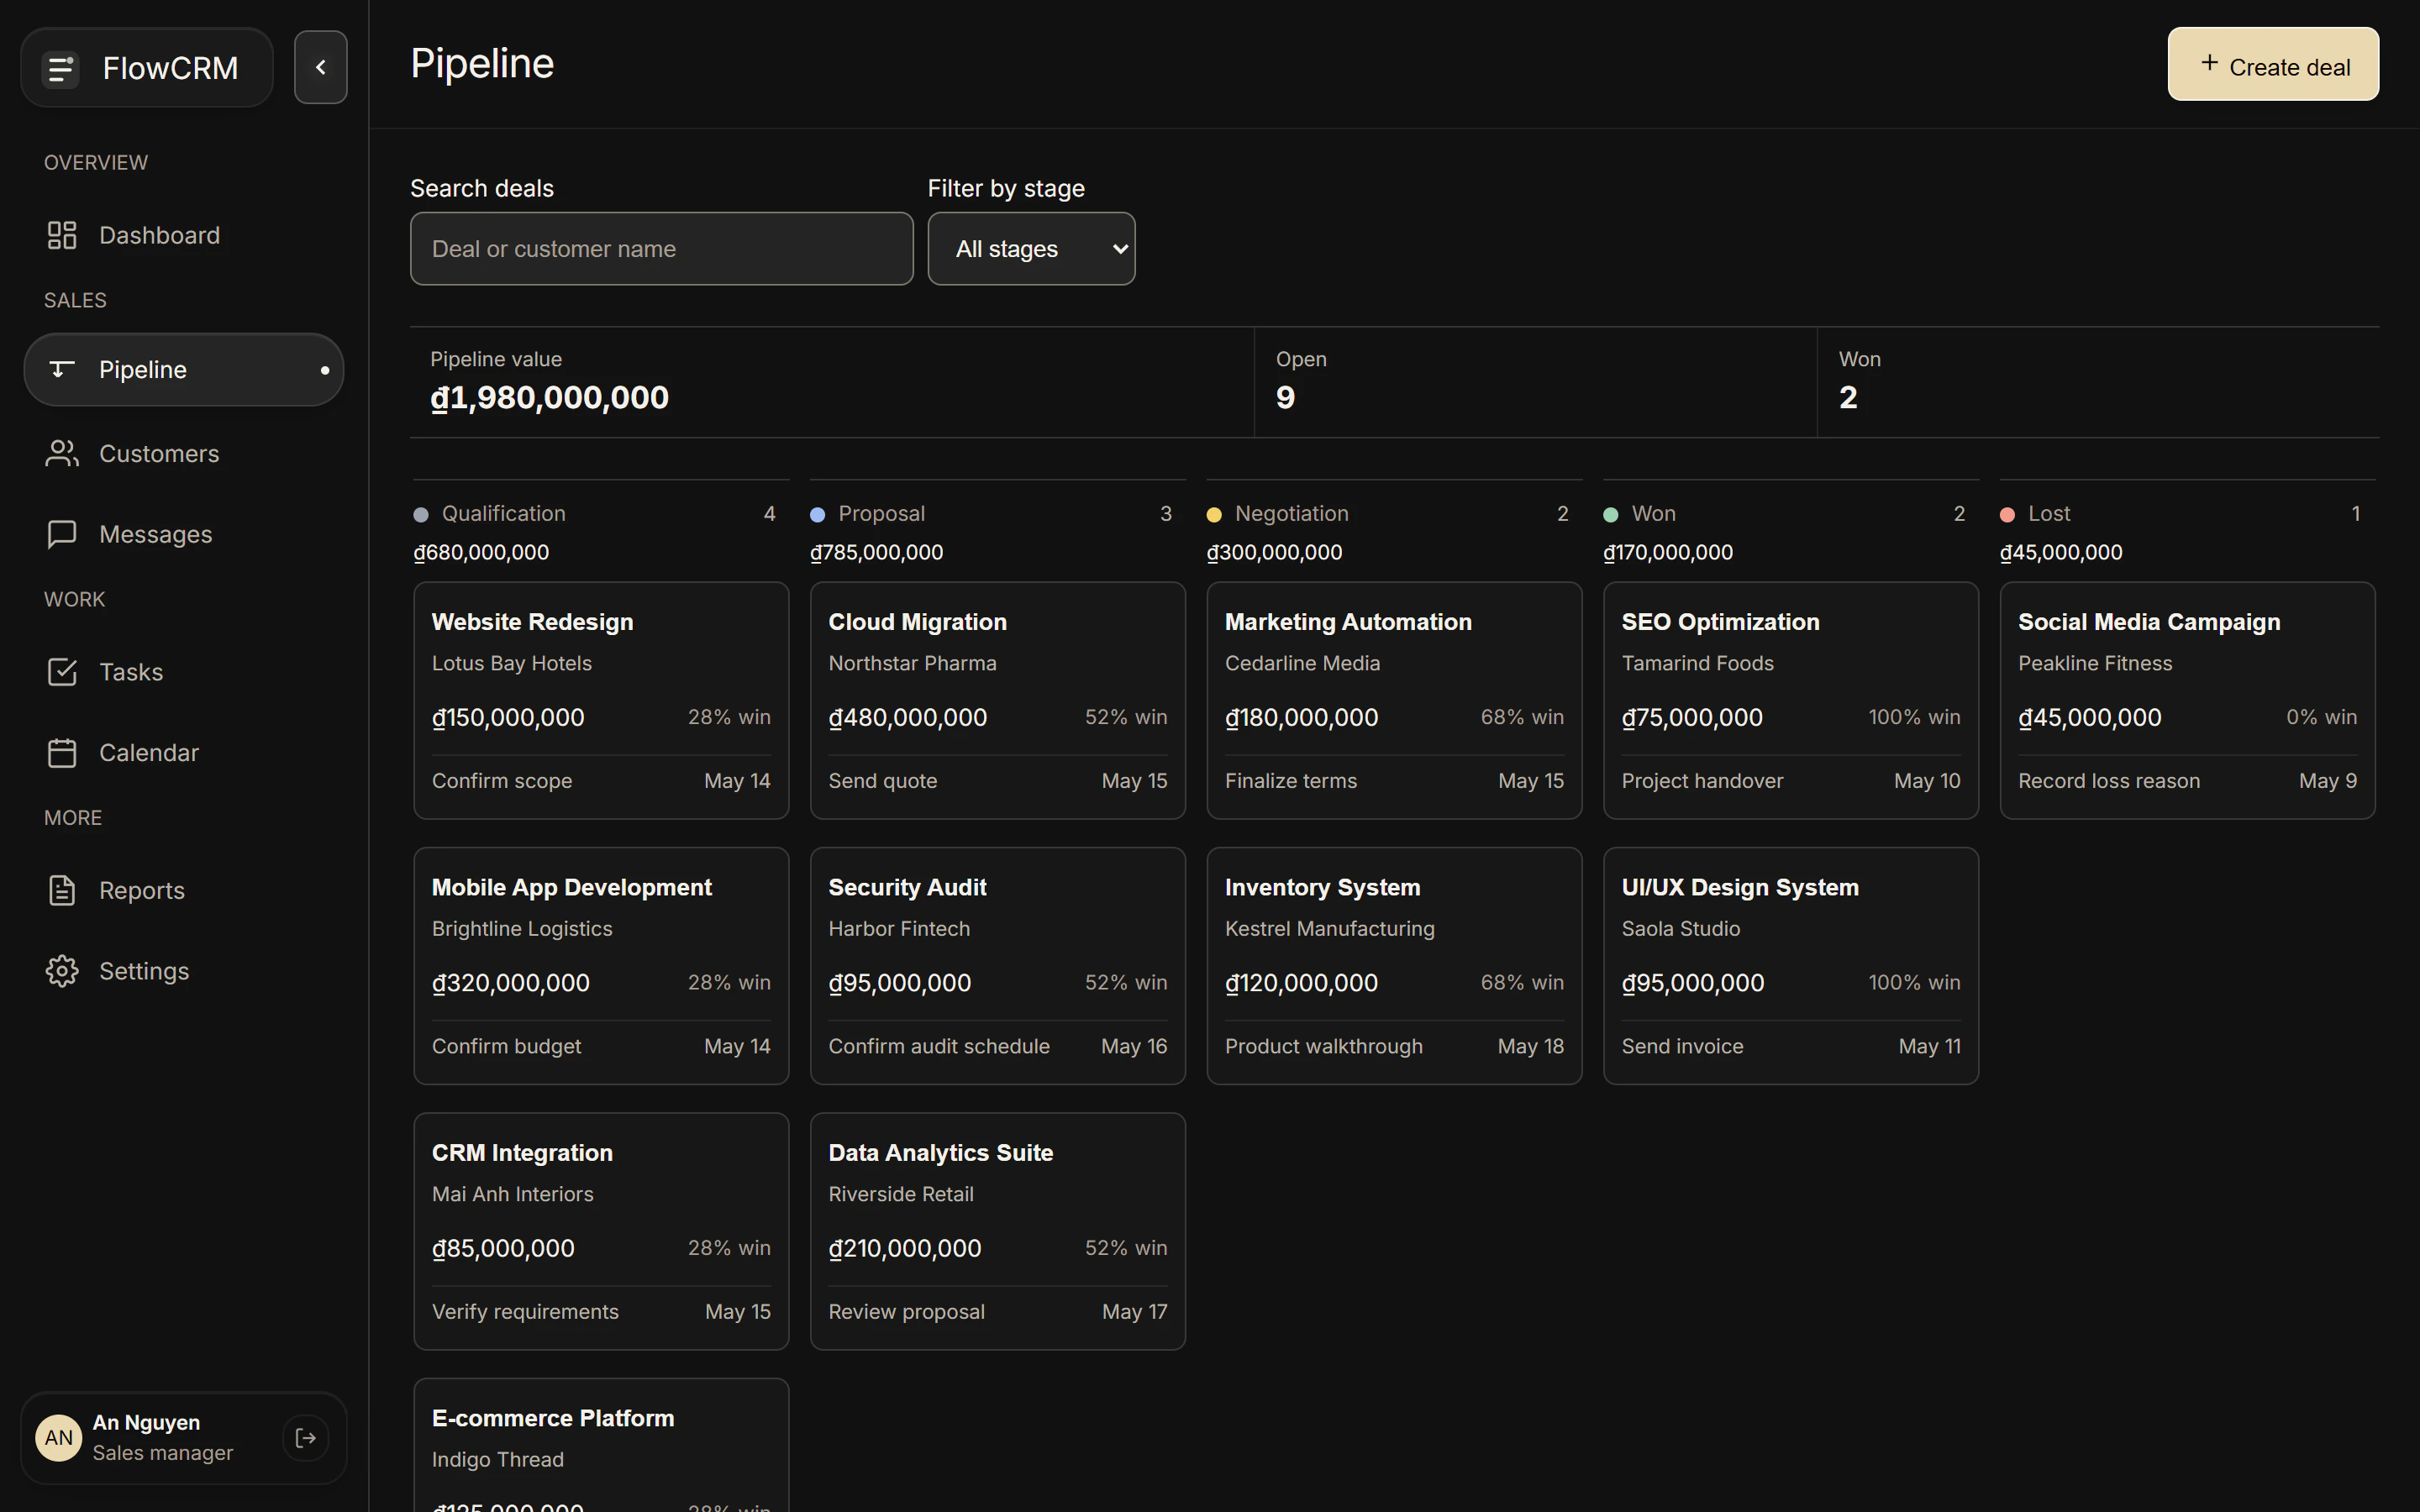 FlowCRM
OVERVIEW
Dashboard
SALES
Pipeline
Customers
Messages
WORK
Tasks
Calendar
MORE
Reports
Settings
AN
An Nguyen
Sales manager
Pipeline
+ Create deal
Search deals
Deal or customer name
Filter by stage
All stages
Pipeline value
₫1,980,000,000
Open
9
Won
2
Qualification 4
₫680,000,000
Website Redesign
Lotus Bay Hotels
₫150,000,000 28% win
Confirm scope May 14
Mobile App Development
Brightline Logistics
₫320,000,000 28% win
Confirm budget May 14
CRM Integration
Mai Anh Interiors
₫85,000,000 28% win
Verify requirements May 15
E-commerce Platform
Indigo Thread
₫125,000,000 28% win
Proposal 3
₫785,000,000
Cloud Migration
Northstar Pharma
₫480,000,000 52% win
Send quote May 15
Security Audit
Harbor Fintech
₫95,000,000 52% win
Confirm audit schedule May 16
Data Analytics Suite
Riverside Retail
₫210,000,000 52% win
Review proposal May 17
Negotiation 2
₫300,000,000
Marketing Automation
Cedarline Media
₫180,000,000 68% win
Finalize terms May 15
Inventory System
Kestrel Manufacturing
₫120,000,000 68% win
Product walkthrough May 18
Won 2
₫170,000,000
SEO Optimization
Tamarind Foods
₫75,000,000 100% win
Project handover May 10
UI/UX Design System
Saola Studio
₫95,000,000 100% win
Send invoice May 11
Lost 1
₫45,000,000
Social Media Campaign
Peakline Fitness
₫45,000,000 0% win
Record loss reason May 9